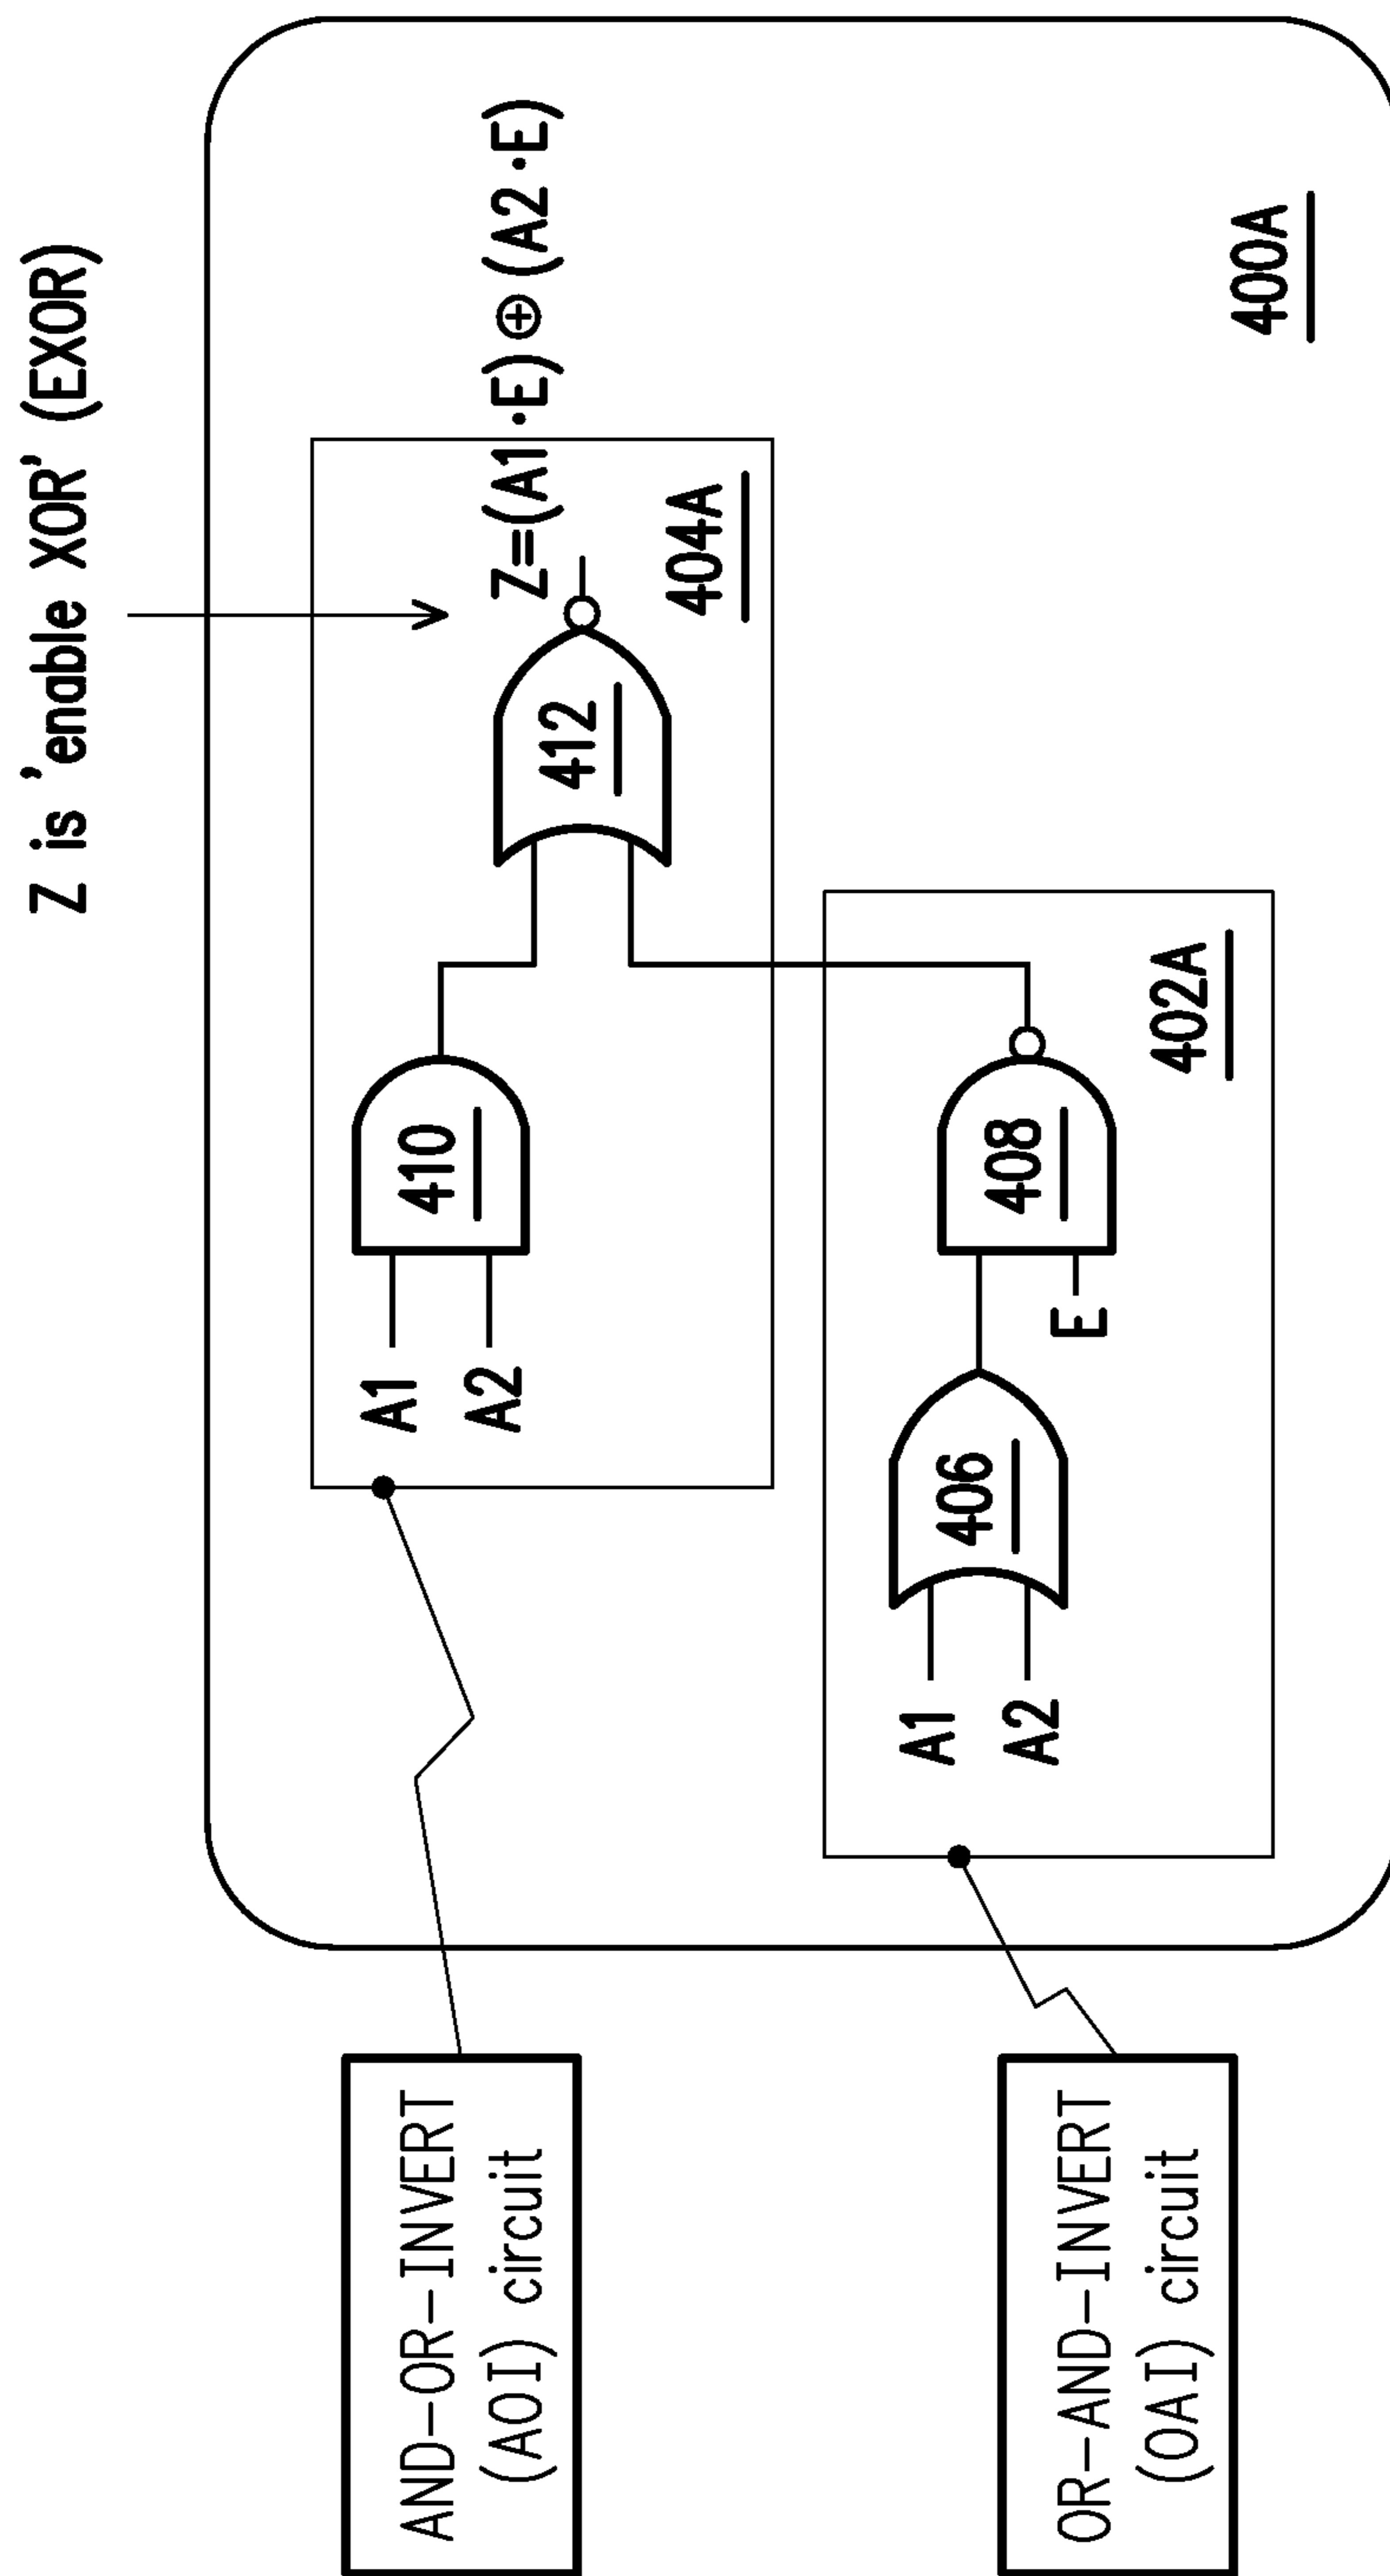 Z is 'enable XOR' (EXOR)
A1
A2
410
412
Z=(A1·E)⊕(A2·E)
404A
A1
A2
406
E
408
402A
400A
AND-OR-INVERT
(AOI) circuit
OR-AND-INVERT
(OAI) circuit